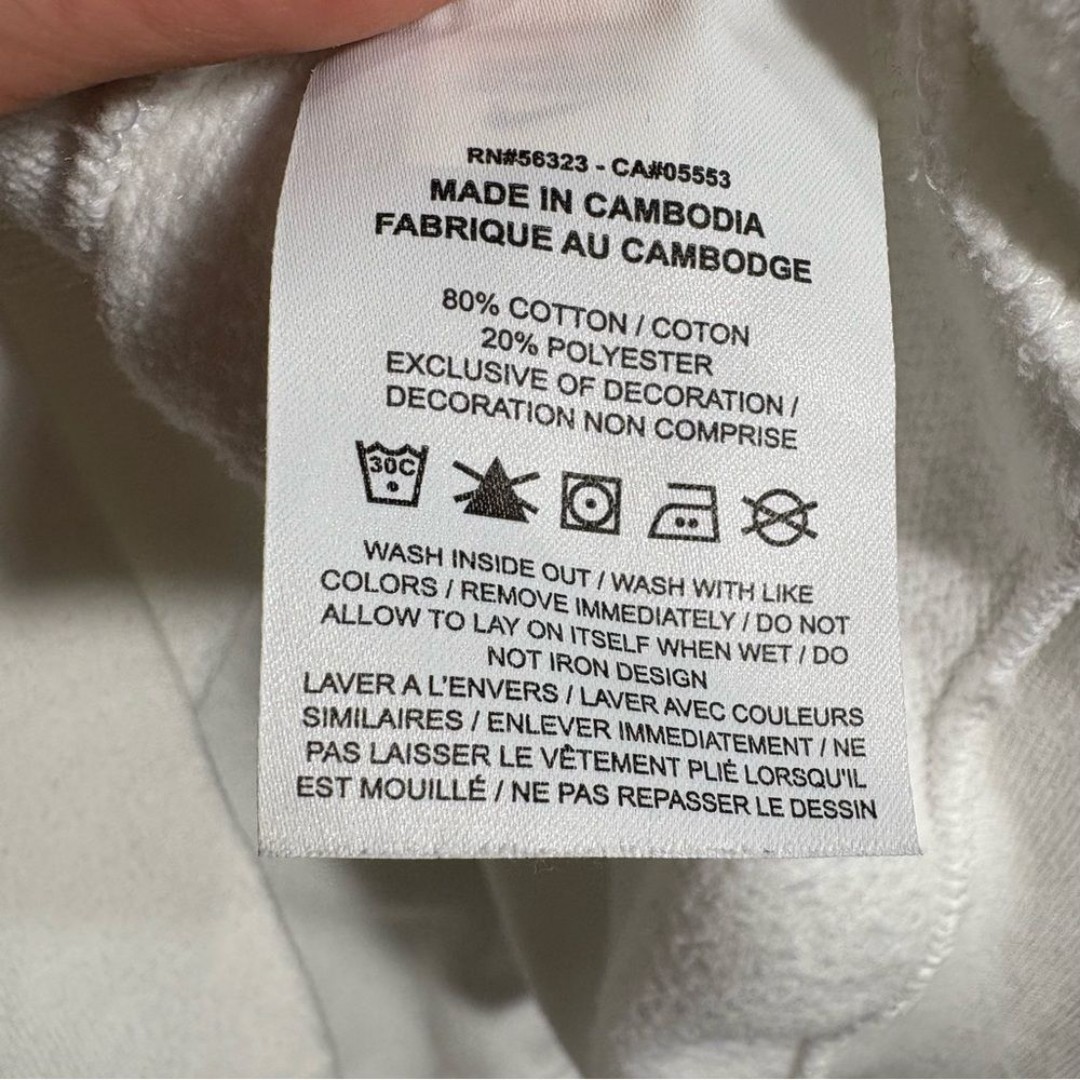 RN#56323 - CA#05553
MADE IN CAMBODIA
FABRIQUE AU CAMBODGE
80% COTTON / COTON
20% POLYESTER
EXCLUSIVE OF DECORATION /
DECORATION NON COMPRISE
30C
WASH INSIDE OUT / WASH WITH LIKE
COLORS / REMOVE IMMEDIATELY / DO NOT
ALLOW TO LAY ON ITSELF WHEN WET / DO
NOT IRON DESIGN
LAVER A L'ENVERS / LAVER AVEC COULEURS
SIMILAIRES / ENLEVER IMMEDIATEMENT / NE
PAS LAISSER LE VÊTEMENT PLIÉ LORSQU'IL
EST MOUILLÉ / NE PAS REPASSER LE DESSIN